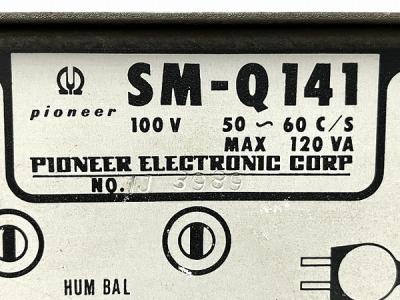 SM-Q141
pioneer
100 V 50 ~ 60 C/S
MAX 120 VA
PIONEER ELECTRONIC CORP
NO.
HUM BAL